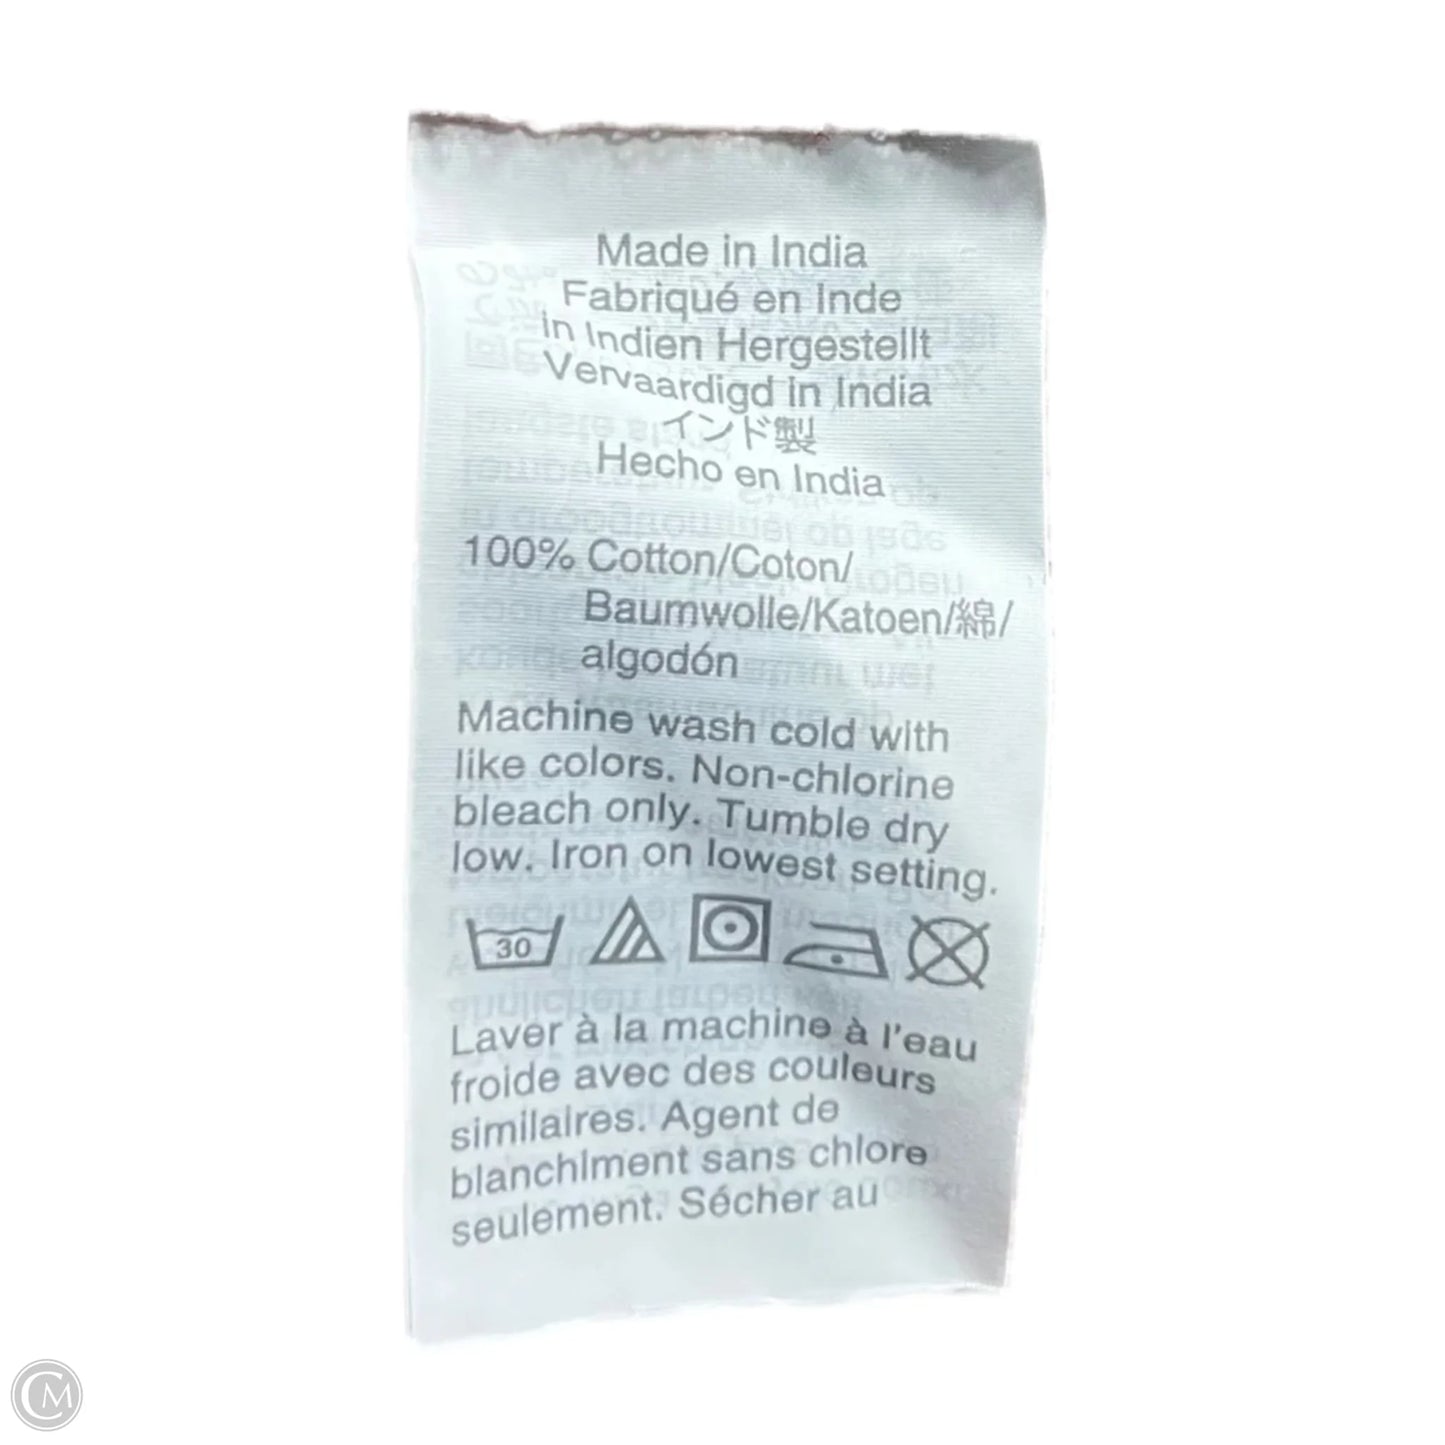 Made in India
Fabriqué en Inde
in Indien Hergestellt
Vervaardigd in India
インド製
Hecho en India
100% Cotton/Coton/
Baumwolle/Katoen/綿/
algodón
Machine wash cold with
like colors. Non-chlorine
bleach only. Tumble dry
low. Iron on lowest setting.
30
Laver à la machine à l'eau
froide avec des couleurs
similaires. Agent de
blanchiment sans chlore
seulement. Sécher au
CM